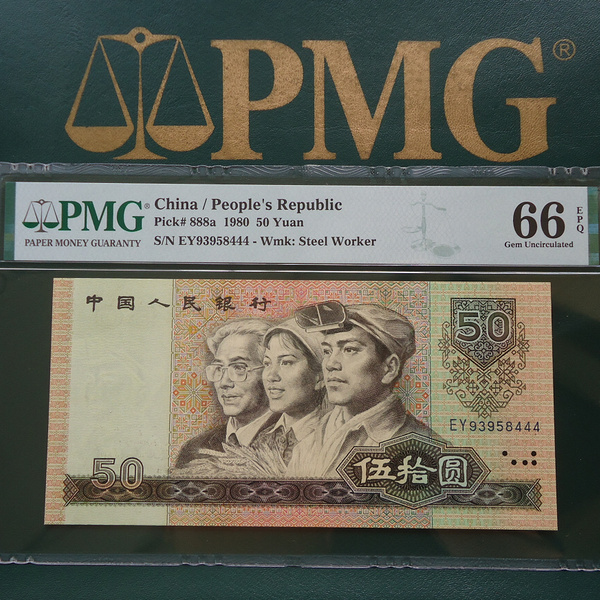 PMG®
PMG®
PAPER MONEY GUARANTY
China / People's Republic
Pick# 888a 1980 50 Yuan
S/N EY93958444 - Wmk: Steel Worker
66 EPQ
Gem Uncirculated
中国人民银行
50
EY93958444
50
伍拾圆